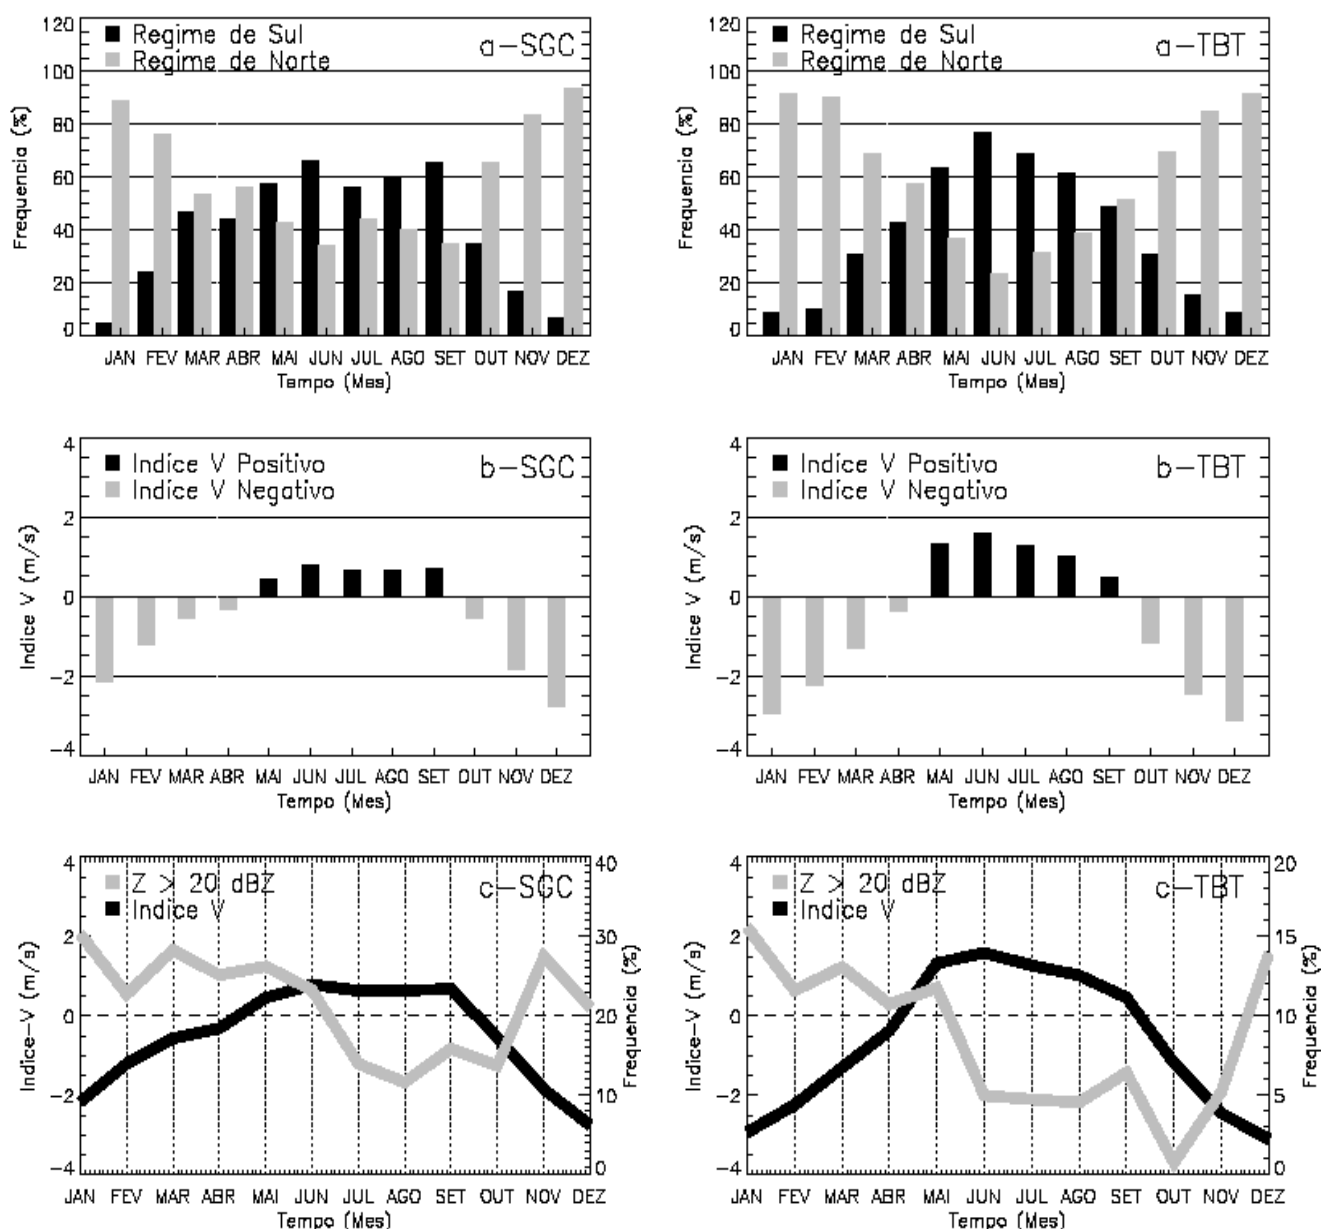 120
100
80
60
40
20
0
Frequencia (%)
Regime de Sul
Regime de Norte
a-SGC
JAN FEV MAR ABR MAI JUN JUL AGO SET OUT NOV DEZ
Tempo (Mes)
120
100
80
60
40
20
0
Frequencia (%)
Regime de Sul
Regime de Norte
a-TBT
JAN FEV MAR ABR MAI JUN JUL AGO SET OUT NOV DEZ
Tempo (Mes)
4
2
0
-2
-4
Indice V (m/s)
Indíce V Posítivo
Indíce V Negativo
b-SGC
JAN FEV MAR ABR MAI JUN JUL AGO SET OUT NOV DEZ
Tempo (Mes)
4
2
0
-2
-4
Indice V (m/s)
Indíce V Posítivo
Indíce V Negativo
b-TBT
JAN FEV MAR ABR MAI JUN JUL AGO SET OUT NOV DEZ
Tempo (Mes)
4
2
0
-2
-4
Indice-V (m/s)
Z > 20 dBZ
Indice V
c-SGC
40
30
20
10
0
Frequencia (%)
JAN FEV MAR ABR MAI JUN JUL AGO SET OUT NOV DEZ
Tempo (Mes)
4
2
0
-2
-4
Indice-V (m/s)
Z > 20 dBZ
Indice V
c-TBT
20
15
10
5
0
Frequencia (%)
JAN FEV MAR ABR MAI JUN JUL AGO SET OUT NOV DEZ
Tempo (Mes)